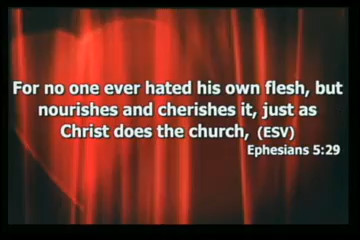 For no one ever hated his own flesh, but
nourishes and cherishes it, just as
Christ does the church, (ESV)
Ephesians 5:29